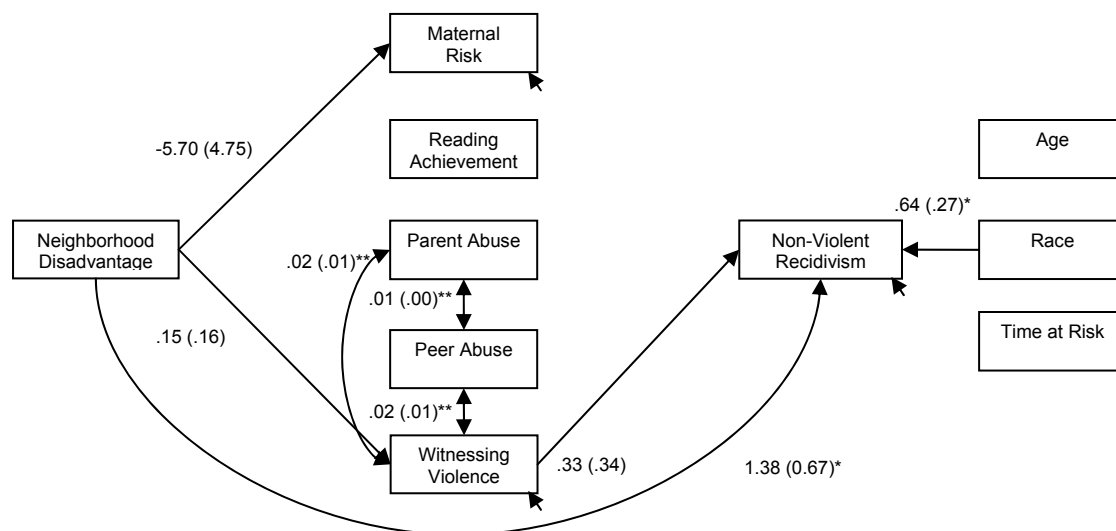 Maternal
Risk
Reading
Achievement
-5.70 (4.75)
Age
.64 (.27)*
Neighborhood
Disadvantage
Parent Abuse
Non-Violent
Recidivism
Race
.02 (.01)**
.01 (.00)**
.15 (.16)
Peer Abuse
Time at Risk
.02 (.01)**
Witnessing
Violence
.33 (.34)
1.38 (0.67)*